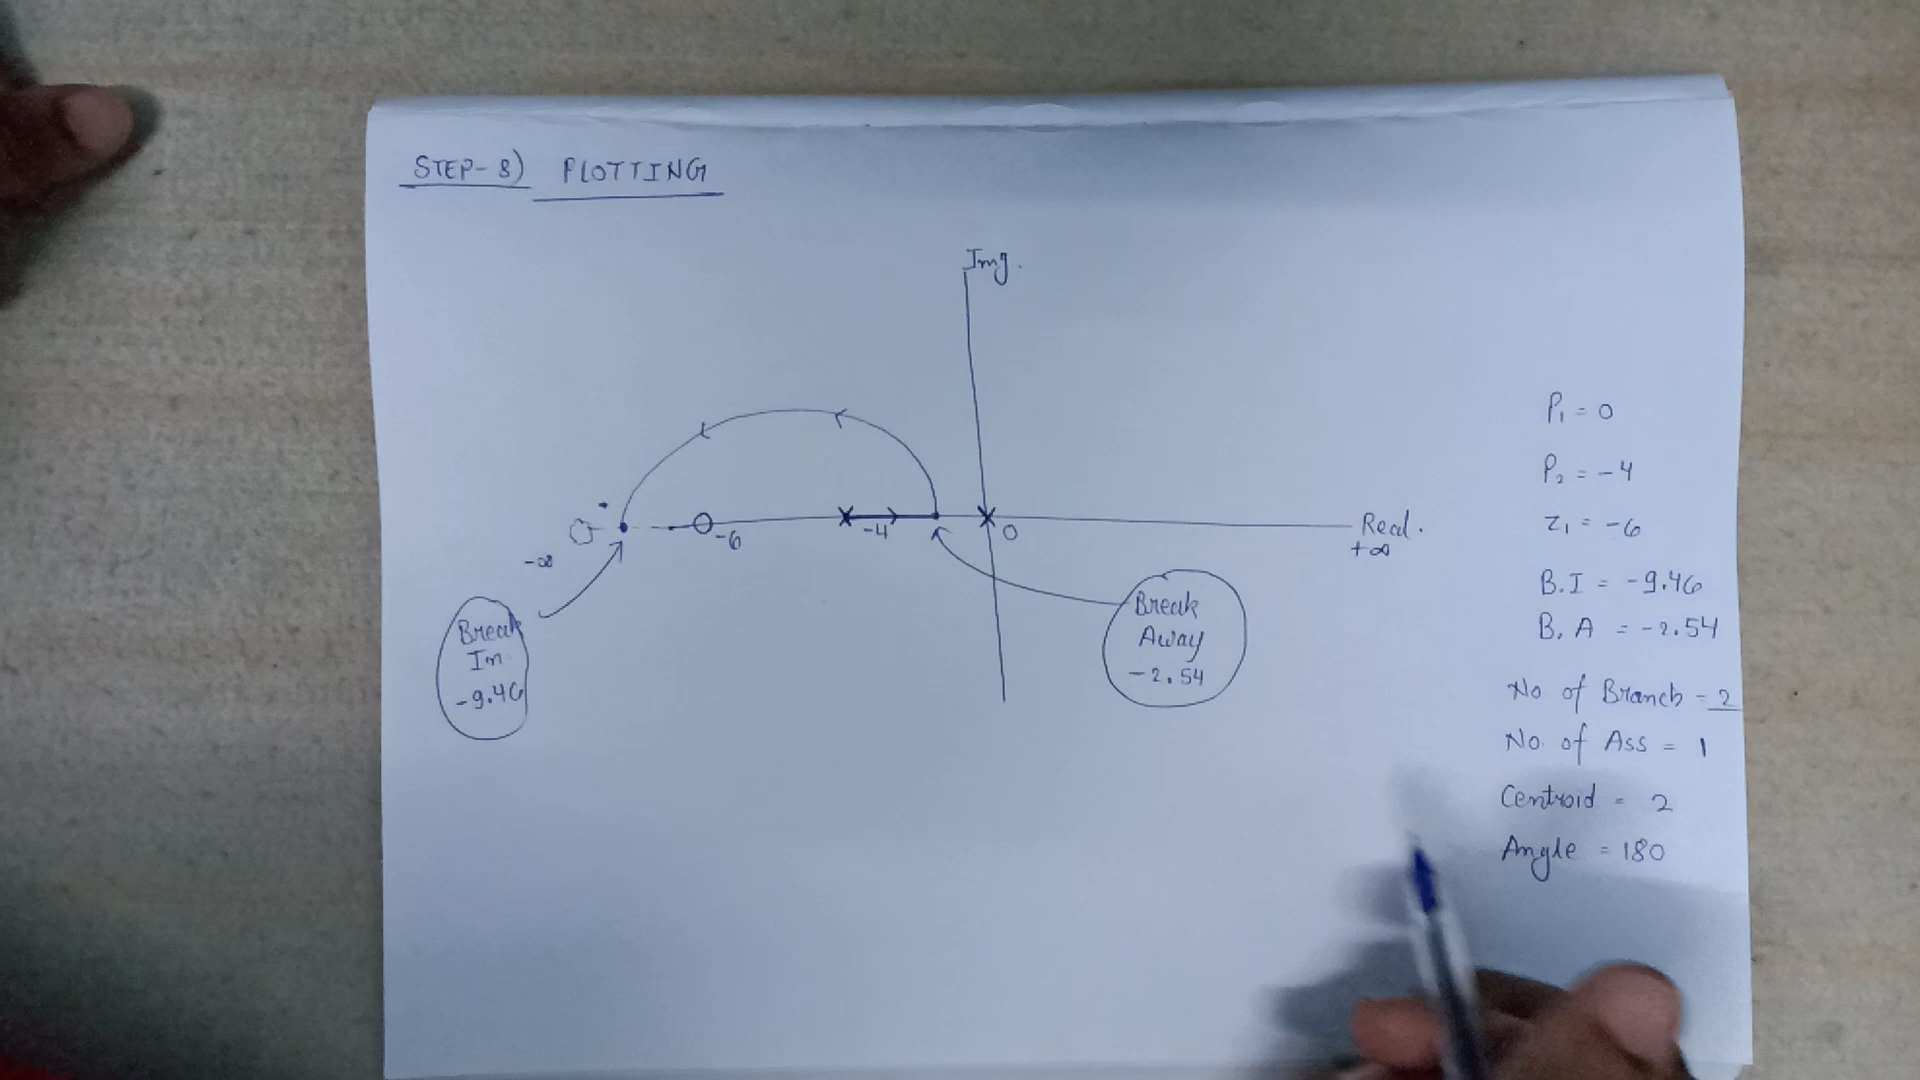 STEP-8) PLOTTING
Img.
-6
-4
0
Real.
-∞
+∞
Break
In
-9.46
Break
Away
-2.54
P₁ = 0
P₂ = -4
Z₁ = -6
B.I = -9.46
B.A = -2.54
No of Branch = 2
No. of Ass = 1
Centroid = 2
Angle = 180